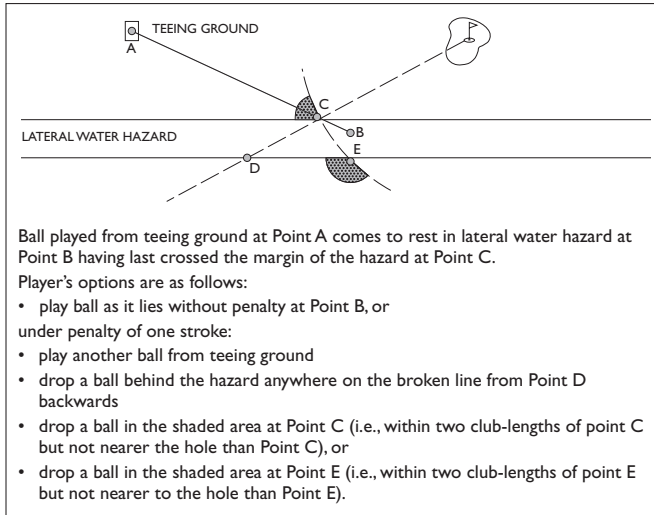 TEEING GROUND
A
C
LATERAL WATER HAZARD
B
E
D
Ball played from teeing ground at Point A comes to rest in lateral water hazard at
Point B having last crossed the margin of the hazard at Point C.
Player's options are as follows:
• play ball as it lies without penalty at Point B, or
under penalty of one stroke:
• play another ball from teeing ground
• drop a ball behind the hazard anywhere on the broken line from Point D
backwards
• drop a ball in the shaded area at Point C (i.e., within two club-lengths of point C
but not nearer the hole than Point C), or
• drop a ball in the shaded area at Point E (i.e., within two club-lengths of point E
but not nearer to the hole than Point E).